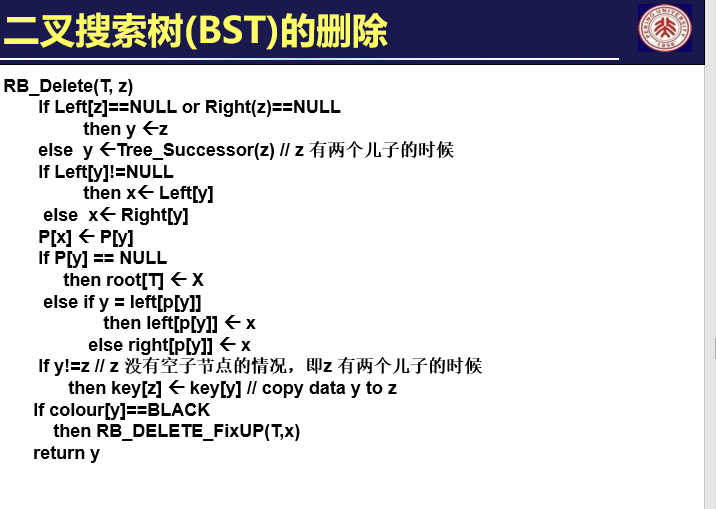 二叉搜索树(BST)的删除
PEKING UNIVERSITY
1898
RB_Delete(T, z)
If Left[z]==NULL or Right(z)==NULL
then y ←z
else y ←Tree_Successor(z) // z 有两个儿子的时候
If Left[y]!=NULL
then x← Left[y]
else x← Right[y]
P[x] ← P[y]
If P[y] == NULL
then root[T] ← X
else if y = left[p[y]]
then left[p[y]] ← x
else right[p[y]] ← x
If y!=z // z 没有空子节点的情况，即z 有两个儿子的时候
then key[z] ← key[y] // copy data y to z
If colour[y]==BLACK
then RB_DELETE_FixUP(T,x)
return y